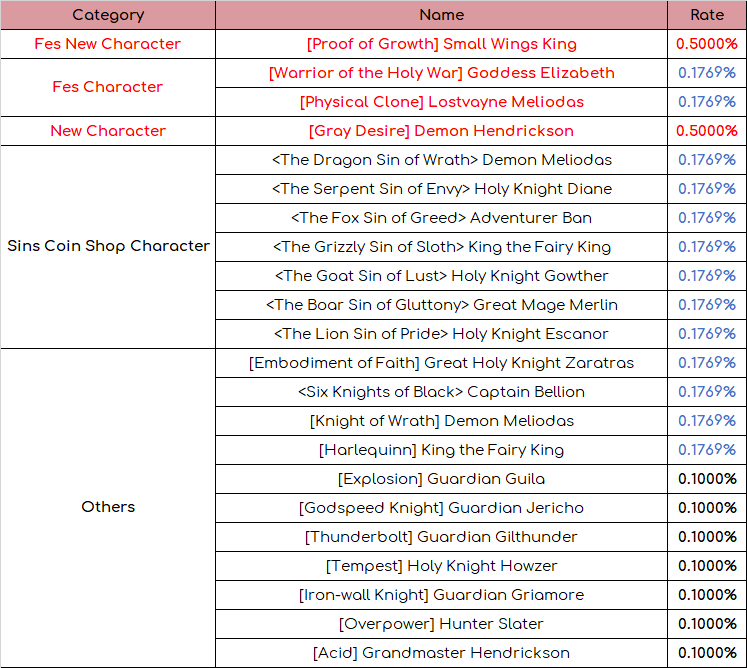 Category Name Rate
Fes New Character [Proof of Growth] Small Wings King 0.5000%
Fes Character
[Warrior of the Holy War] Goddess Elizabeth 0.1769%
[Physical Clone] Lostvayne Meliodas 0.1769%
New Character [Gray Desire] Demon Hendrickson 0.5000%
Sins Coin Shop Character
<The Dragon Sin of Wrath> Demon Meliodas 0.1769%
<The Serpent Sin of Envy> Holy Knight Diane 0.1769%
<The Fox Sin of Greed> Adventurer Ban 0.1769%
<The Grizzly Sin of Sloth> King the Fairy King 0.1769%
<The Goat Sin of Lust> Holy Knight Gowther 0.1769%
<The Boar Sin of Gluttony> Great Mage Merlin 0.1769%
<The Lion Sin of Pride> Holy Knight Escanor 0.1769%
Others
[Embodiment of Faith] Great Holy Knight Zaratras 0.1769%
<Six Knights of Black> Captain Bellion 0.1769%
[Knight of Wrath] Demon Meliodas 0.1769%
[Harlequinn] King the Fairy King 0.1769%
[Explosion] Guardian Guila 0.1000%
[Godspeed Knight] Guardian Jericho 0.1000%
[Thunderbolt] Guardian Gilthunder 0.1000%
[Tempest] Holy Knight Howzer 0.1000%
[Iron-wall Knight] Guardian Griamore 0.1000%
[Overpower] Hunter Slater 0.1000%
[Acid] Grandmaster Hendrickson 0.1000%